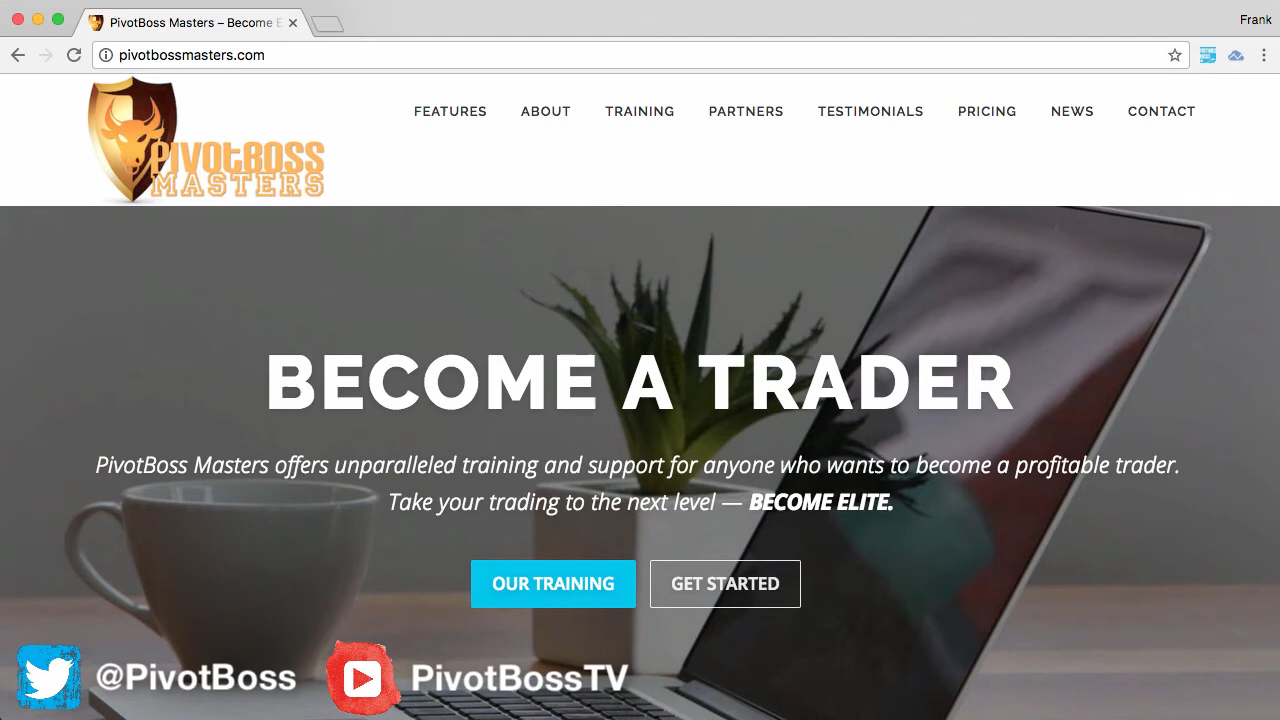 PivotBoss Masters – Become E
Frank
pivotbossmasters.com
FEATURES ABOUT TRAINING PARTNERS TESTIMONIALS PRICING NEWS CONTACT
PIVOTBOSS
MASTERS
BECOME A TRADER
PivotBoss Masters offers unparalleled training and support for anyone who wants to become a profitable trader.
Take your trading to the next level — BECOME ELITE.
OUR TRAINING GET STARTED
@PivotBoss PivotBossTV